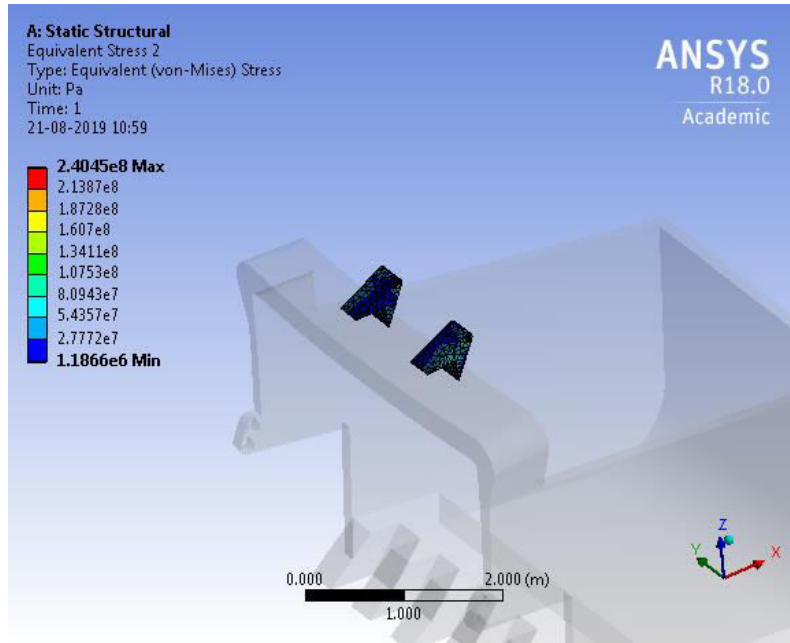 A: Static Structural
Equivalent Stress 2
Type: Equivalent (von-Mises) Stress
Unit: Pa
Time: 1
21-08-2019 10:59
ANSYS
R18.0
Academic
2.4045e8 Max
2.1387e8
1.8728e8
1.607e8
1.3411e8
1.0753e8
8.0943e7
5.4357e7
2.7772e7
1.1866e6 Min
0.000
2.000 (m)
1.000
Z
Y
X